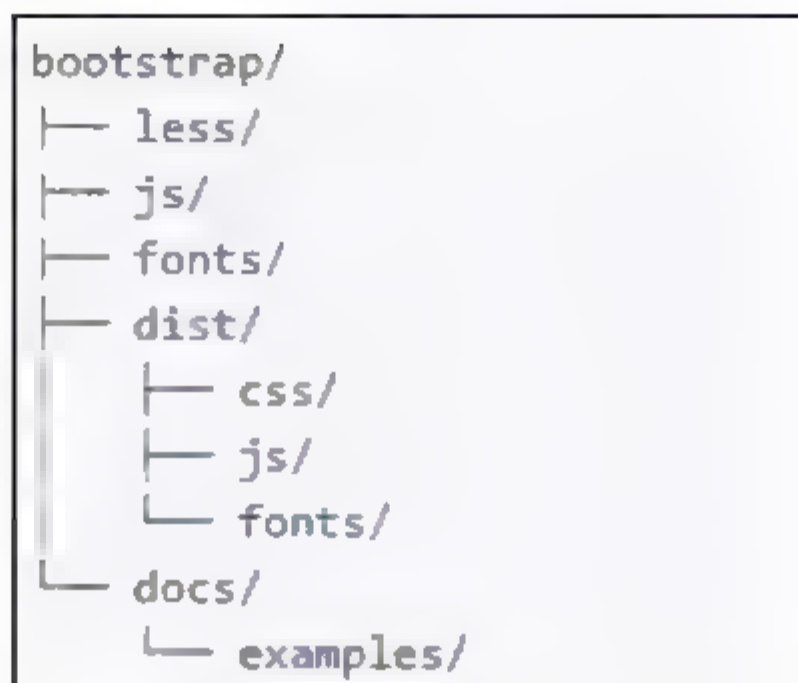 bootstrap/
├── less/
├── js/
├── fonts/
├── dist/
│   ├── css/
│   ├── js/
│   └── fonts/
└── docs/
    └── examples/